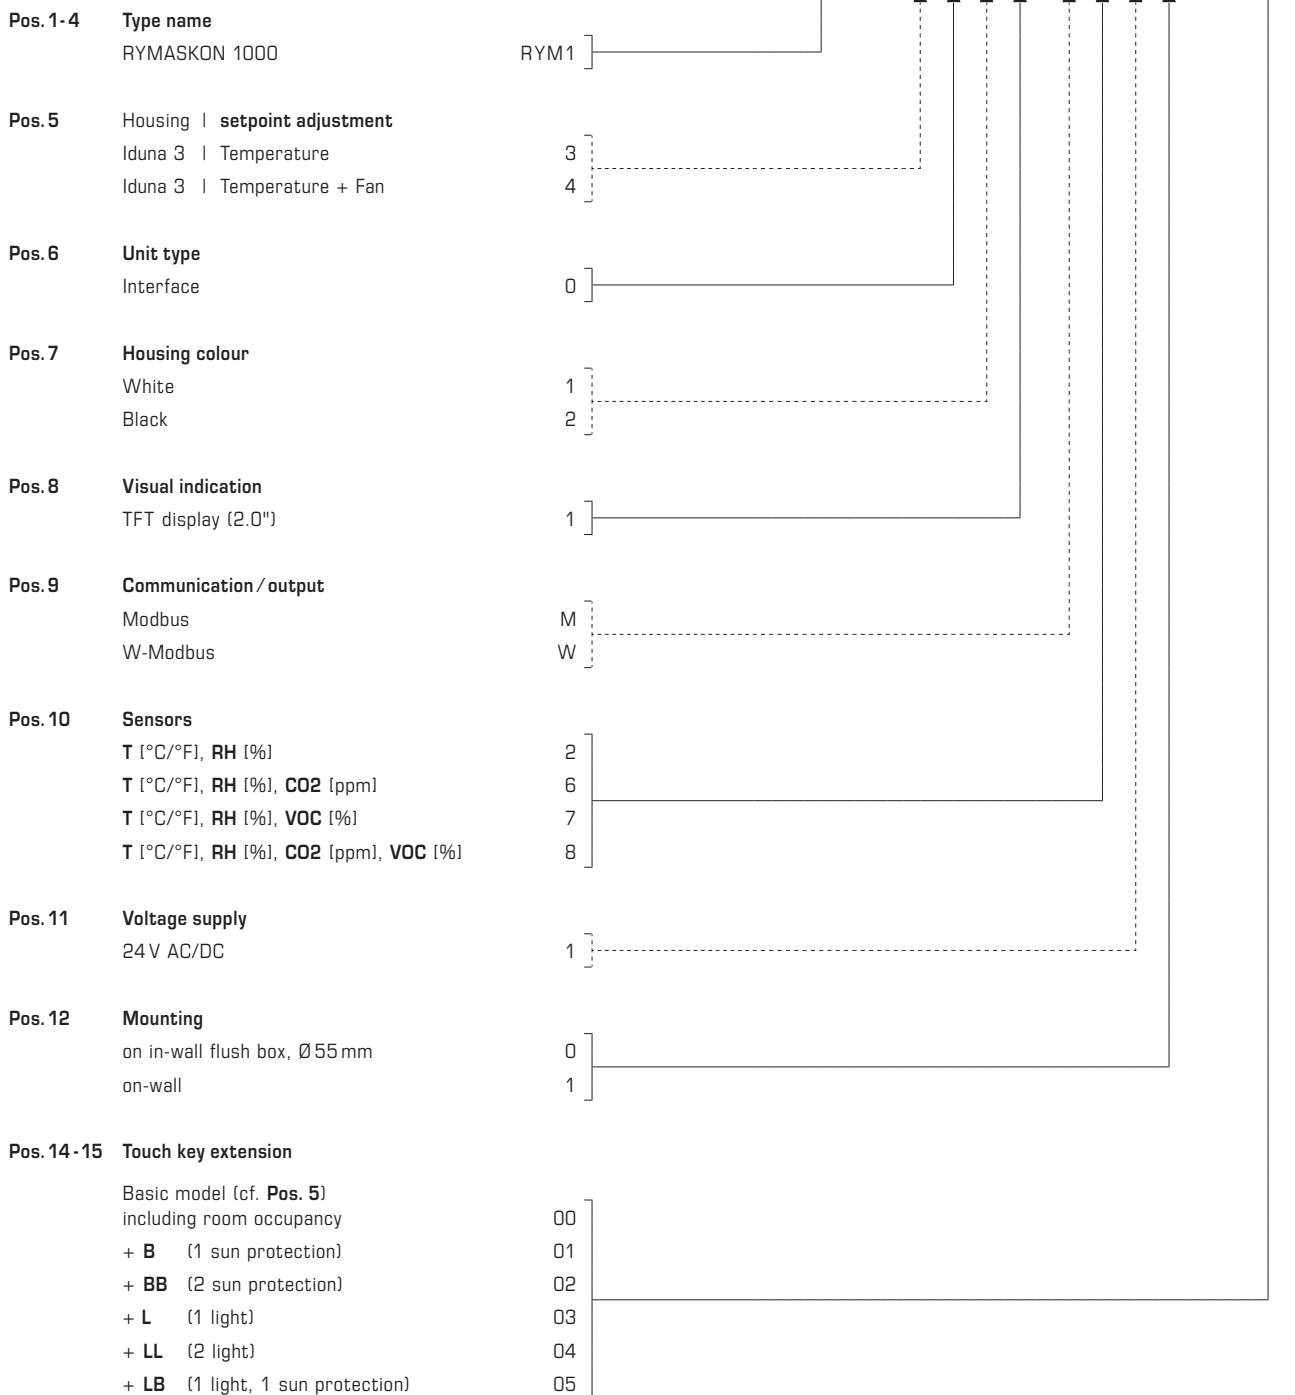 Pos. 1-4 Type name
RYMASKON 1000 RYM1
Pos. 5 Housing | setpoint adjustment
Iduna 3 | Temperature 3
Iduna 3 | Temperature + Fan 4
Pos. 6 Unit type
Interface 0
Pos. 7 Housing colour
White 1
Black 2
Pos. 8 Visual indication
TFT display (2.0") 1
Pos. 9 Communication / output
Modbus M
W-Modbus W
Pos. 10 Sensors
T [°C/°F], RH [%] 2
T [°C/°F], RH [%], CO2 [ppm] 6
T [°C/°F], RH [%], VOC [%] 7
T [°C/°F], RH [%], CO2 [ppm], VOC [%] 8
Pos. 11 Voltage supply
24 V AC/DC 1
Pos. 12 Mounting
on in-wall flush box, Ø 55 mm 0
on-wall 1
Pos. 14-15 Touch key extension
Basic model (cf. Pos. 5)
including room occupancy 00
+ B (1 sun protection) 01
+ BB (2 sun protection) 02
+ L (1 light) 03
+ LL (2 light) 04
+ LB (1 light, 1 sun protection) 05